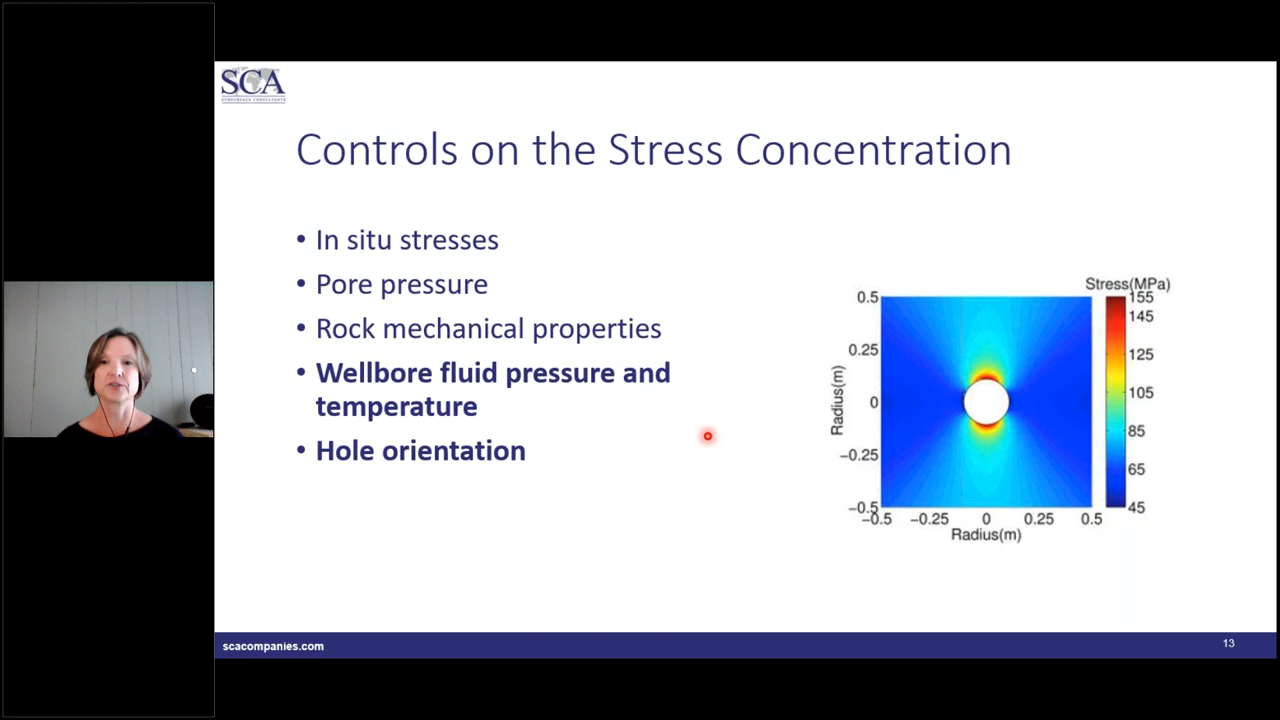 SCA
SUBSURFACE CONSULTANTS
Controls on the Stress Concentration
• In situ stresses
• Pore pressure
• Rock mechanical properties
• Wellbore fluid pressure and
temperature
• Hole orientation
Stress(MPa)
155
145
125
105
85
65
45
Radius(m)
0.5
0.25
0
−0.25
−0.5
−0.5 −0.25 0 0.25 0.5
Radius(m)
scacompanies.com
13